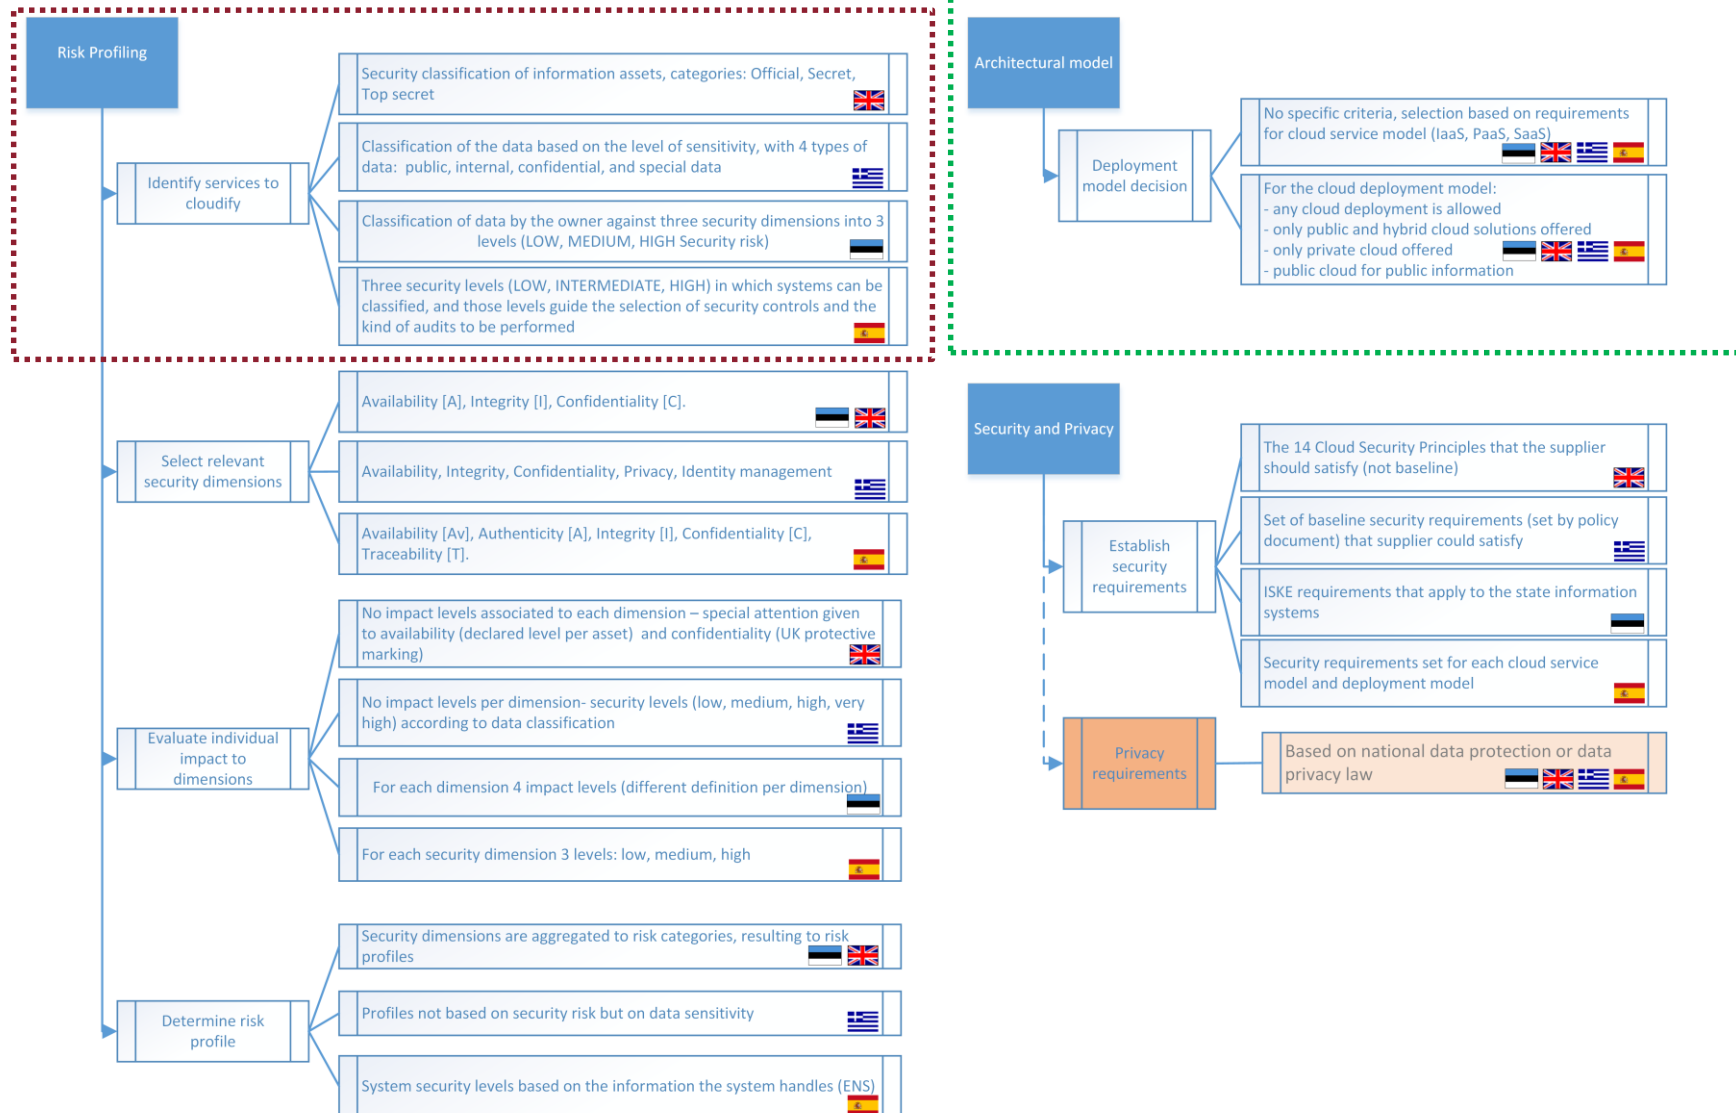 Risk Profiling
Security classification of information assets, categories: Official, Secret,
Top secret
Classification of the data based on the level of sensitivity, with 4 types of
data:  public, internal, confidential, and special data
Identify services to
cloudify
Classification of data by the owner against three security dimensions into 3
levels (LOW, MEDIUM, HIGH Security risk)
Three security levels (LOW, INTERMEDIATE, HIGH) in which systems can be
classified, and those levels guide the selection of security controls and the
kind of audits to be performed
Availability [A], Integrity [I], Confidentiality [C].
Select relevant
security dimensions
Availability, Integrity, Confidentiality, Privacy, Identity management
Availability [Av], Authenticity [A], Integrity [I], Confidentiality [C],
Traceability [T].
No impact levels associated to each dimension – special attention given
to availability (declared level per asset)  and confidentiality (UK protective
marking)
No impact levels per dimension- security levels (low, medium, high, very
high) according to data classification
Evaluate individual
impact to
dimensions
For each dimension 4 impact levels (different definition per dimension)
For each security dimension 3 levels: low, medium, high
Security dimensions are aggregated to risk categories, resulting to risk
profiles
Determine risk
profile
Profiles not based on security risk but on data sensitivity
System security levels based on the information the system handles (ENS)
Architectural model
Deployment
model decision
No specific criteria, selection based on requirements
for cloud service model (IaaS, PaaS, SaaS)
For the cloud deployment model:
- any cloud deployment is allowed
- only public and hybrid cloud solutions offered
- only private cloud offered
- public cloud for public information
Security and Privacy
Establish
security
requirements
The 14 Cloud Security Principles that the supplier
should satisfy (not baseline)
Set of baseline security requirements (set by policy
document) that supplier could satisfy
ISKE requirements that apply to the state information
systems
Security requirements set for each cloud service
model and deployment model
Privacy
requirements
Based on national data protection or data
privacy law